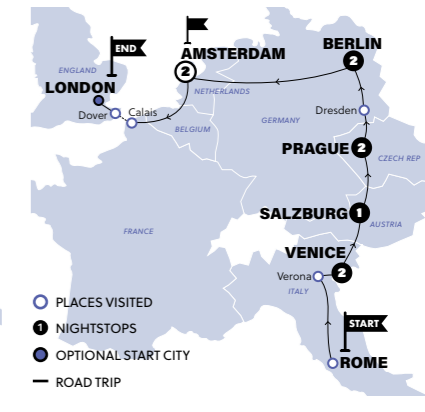 END
AMSTERDAM
2
BERLIN
2
ENGLAND
LONDON
NETHERLANDS
Dover
Calais
Dresden
BELGIUM
GERMANY
PRAGUE
2
CZECH REP
SALZBURG
1
AUSTRIA
FRANCE
VENICE
2
Verona
ITALY
PLACES VISITED
1 NIGHTSTOPS
START
OPTIONAL START CITY
ROME
ROAD TRIP